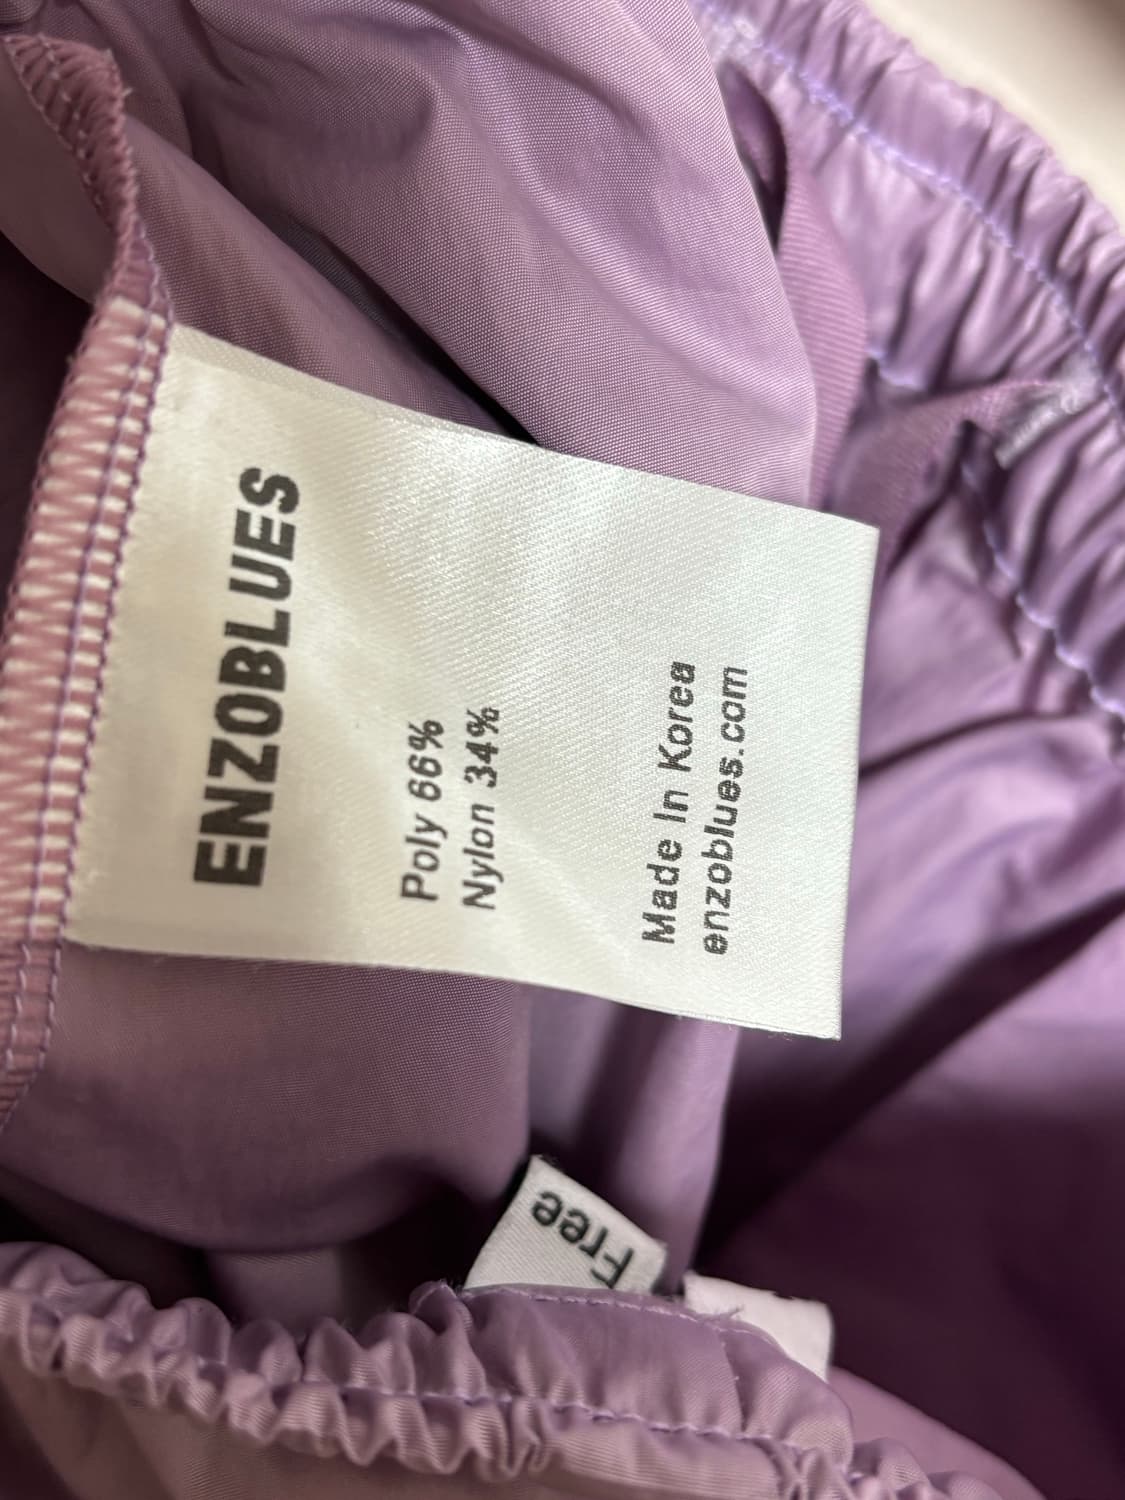 ENZOBLUES
Poly 66%
Nylon 34%
Made In Korea
enzoblues.com
Free